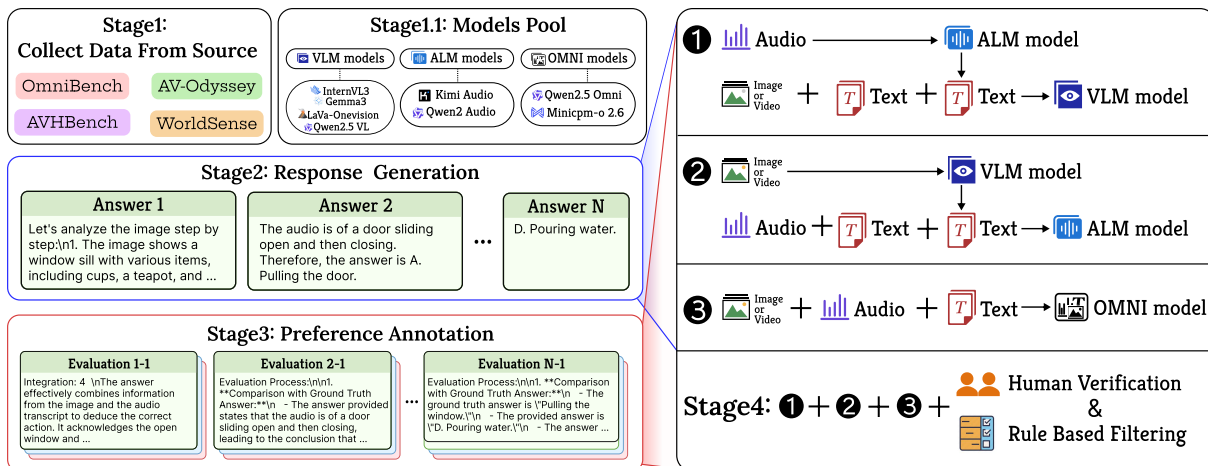 Stage1:
Collect Data From Source
OmniBench
AV-Odyssey
AVHBench
WorldSense
Stage1.1: Models Pool
VLM models
ALM models
OMNI models
InternVL3
Gemma3
LaVa-Onevision
Qwen2.5 VL
Kimi Audio
Qwen2 Audio
Qwen2.5 Omni
Minicpm-o 2.6
Stage2: Response Generation
Answer 1
Let's analyze the image step by
step:\n1. The image shows a
window sill with various items,
including cups, a teapot, and ...
Answer 2
The audio is of a door sliding
open and then closing.
Therefore, the answer is A.
Pulling the door.
...
Answer N
D. Pouring water.
Stage3: Preference Annotation
Evaluation 1-1
Integration: 4 \nThe answer
effectively combines information
from the image and the audio
transcript to deduce the correct
action. It acknowledges the open
window and ...
Evaluation 2-1
Evaluation Process:\n\n1.
**Comparison with Ground Truth
Answer:**\n - The answer provided
states that the audio is of a door
sliding open and then closing,
leading to the conclusion that ...
...
Evaluation N-1
Evaluation Process:\n\n1. **Comparison
with Ground Truth Answer:**\n - The
ground truth answer is \"Pulling the
window.\"\n - The provided answer is
\"D. Pouring water.\"\n - The answer ...
1 Audio ALM model
Image
or
Video
+ T Text + T Text VLM model
2 Image
or
Video
VLM model
Audio + T Text + T Text ALM model
3 Image
or
Video
+ Audio + T Text OMNI model
Stage4: 1 + 2 + 3 +
Human Verification
&
Rule Based Filtering